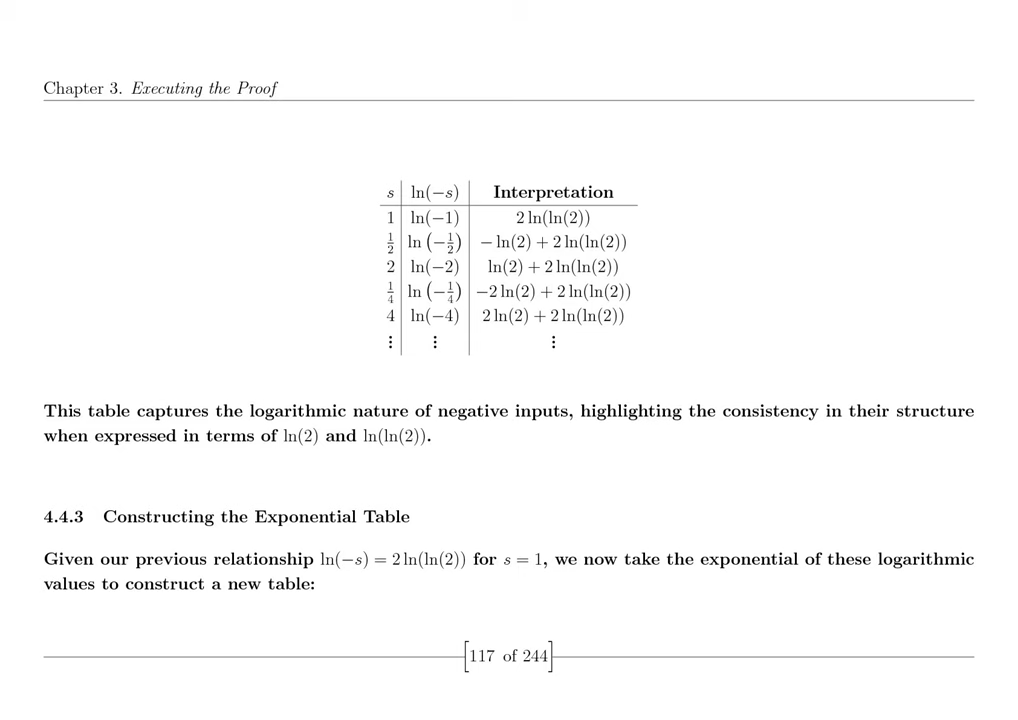 Chapter 3. Executing the Proof
s ln(−s) Interpretation
1 ln(−1) 2 ln(ln(2))
1/2 ln (−1/2) − ln(2) + 2 ln(ln(2))
2 ln(−2) ln(2) + 2 ln(ln(2))
1/4 ln (−1/4) −2 ln(2) + 2 ln(ln(2))
4 ln(−4) 2 ln(2) + 2 ln(ln(2))
⋮ ⋮ ⋮
This table captures the logarithmic nature of negative inputs, highlighting the consistency in their structure
when expressed in terms of ln(2) and ln(ln(2)).
4.4.3 Constructing the Exponential Table
Given our previous relationship ln(−s) = 2 ln(ln(2)) for s = 1, we now take the exponential of these logarithmic
values to construct a new table:
[117 of 244]